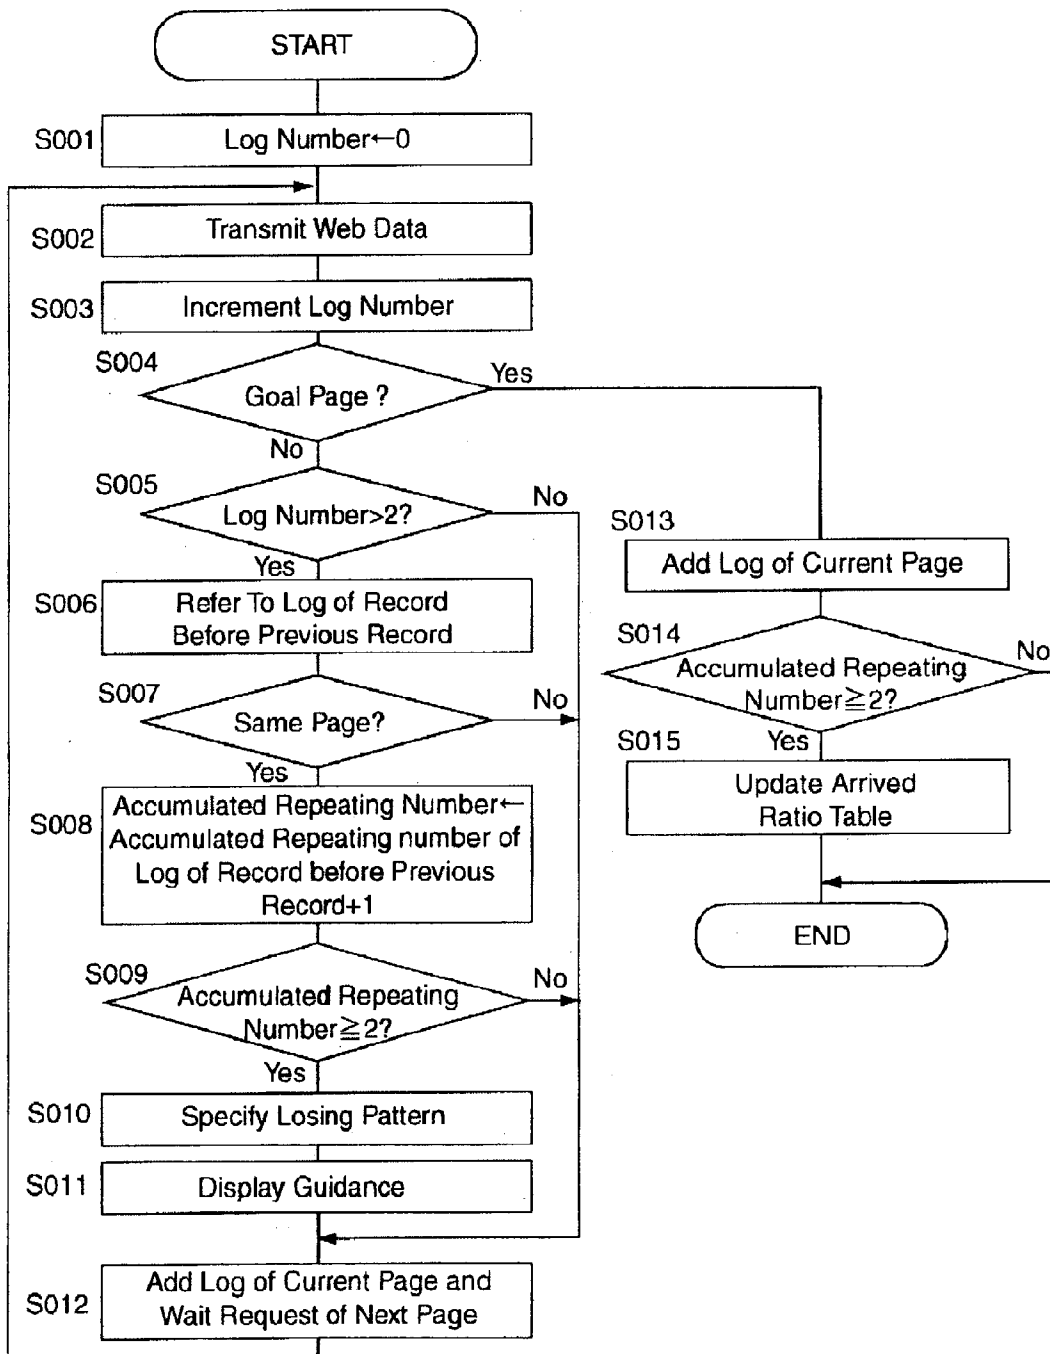 START
S001
Log Number←0
S002
Transmit Web Data
S003
Increment Log Number
S004
Goal Page ?
Yes
No
S005
Log Number>2?
No
Yes
S006
Refer To Log of Record
Before Previous Record
S007
Same Page?
No
Yes
S008
Accumulated Repeating Number←
Accumulated Repeating number of
Log of Record before Previous
Record+1
S009
Accumulated Repeating
Number≧2?
No
Yes
S010
Specify Losing Pattern
S011
Display Guidance
S012
Add Log of Current Page and
Wait Request of Next Page
S013
Add Log of Current Page
S014
Accumulated Repeating
Number≧2?
No
Yes
S015
Update Arrived
Ratio Table
END